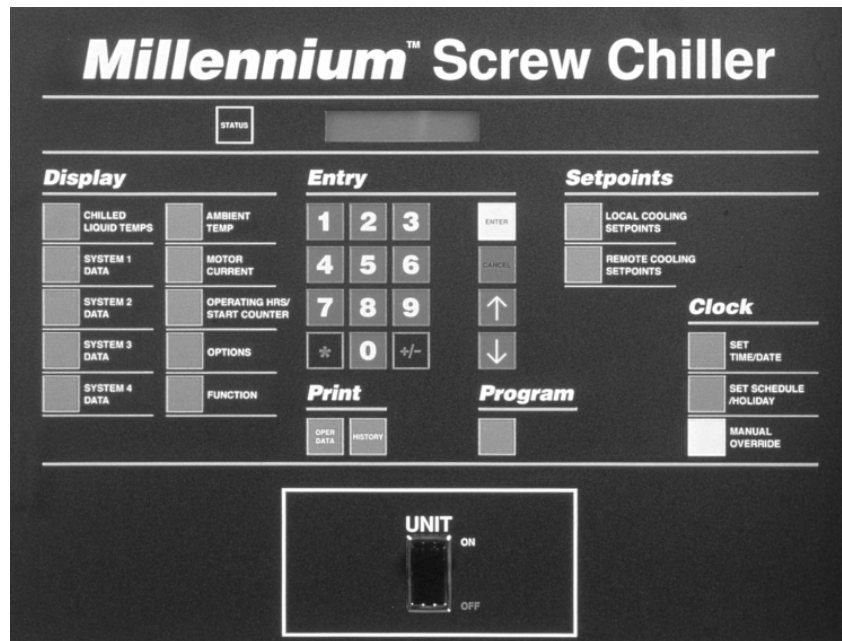 Millennium™ Screw Chiller
STATUS
Display
CHILLED
LIQUID TEMPS
AMBIENT
TEMP
SYSTEM 1
DATA
MOTOR
CURRENT
SYSTEM 2
DATA
OPERATING HRS/
START COUNTER
SYSTEM 3
DATA
OPTIONS
SYSTEM 4
DATA
FUNCTION
Entry
1 2 3
ENTER
4 5 6
CANCEL
7 8 9
↑
* 0 +/-
↓
Print
OPER
DATA
HISTORY
Program
Setpoints
LOCAL COOLING
SETPOINTS
REMOTE COOLING
SETPOINTS
Clock
SET
TIME/DATE
SET SCHEDULE
/HOLIDAY
MANUAL
OVERRIDE
UNIT
ON
OFF